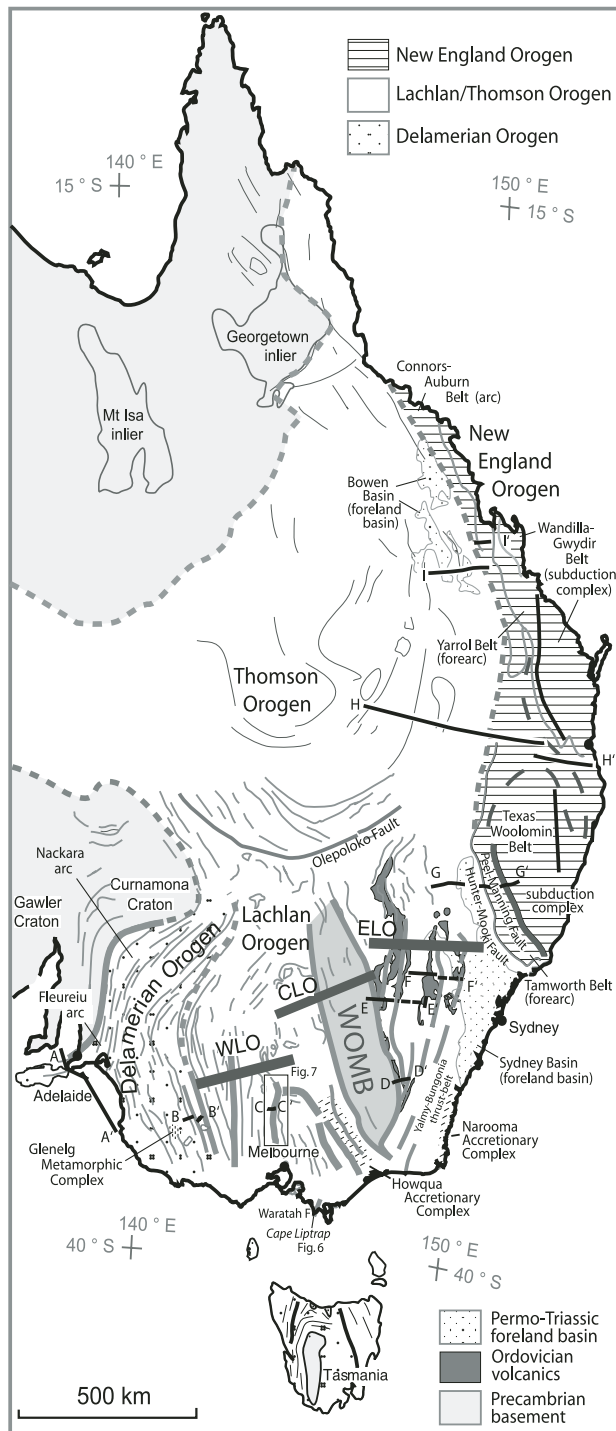 New England Orogen
Lachlan/Thomson Orogen
Delamerian Orogen
140 ° E
15 ° S
150 ° E
15 ° S
Georgetown
inlier
Mt Isa
inlier
Connors-
Auburn
Belt (arc)
New
England
Orogen
Bowen
Basin
(foreland
basin)
Wandilla-
Gwydir
Belt
(subduction
complex)
I'
I
Yarrol Belt
(forearc)
Thomson
Orogen
H
H'
Texas
Woolomin
Belt
Olepoloko Fault
Nackara
arc
Curnamona
Craton
Gawler
Craton
G
G'
Peel-Manning Fault
Hunter-Mooki Fault
subduction
complex
Lachlan
Orogen
ELO
Delamerian Orogen
Tamworth Belt
(forearc)
Fleureiu
arc
CLO
F
F'
E
E'
WOMB
Sydney
WLO
Fig. 7
Sydney Basin
(foreland basin)
A
Adelaide
D
D'
Yalmy-Bungonia
thrust-belt
B
B'
C
C'
A'
Narooma
Accretionary
Complex
Glenelg
Metamorphic
Complex
Melbourne
Howqua
Accretionary
Complex
Waratah F
Cape Liptrap
Fig. 6
140 ° E
40 ° S
150 ° E
40 ° S
Tasmania
Permo-Triassic
foreland basin
Ordovician
volcanics
Precambrian
basement
500 km